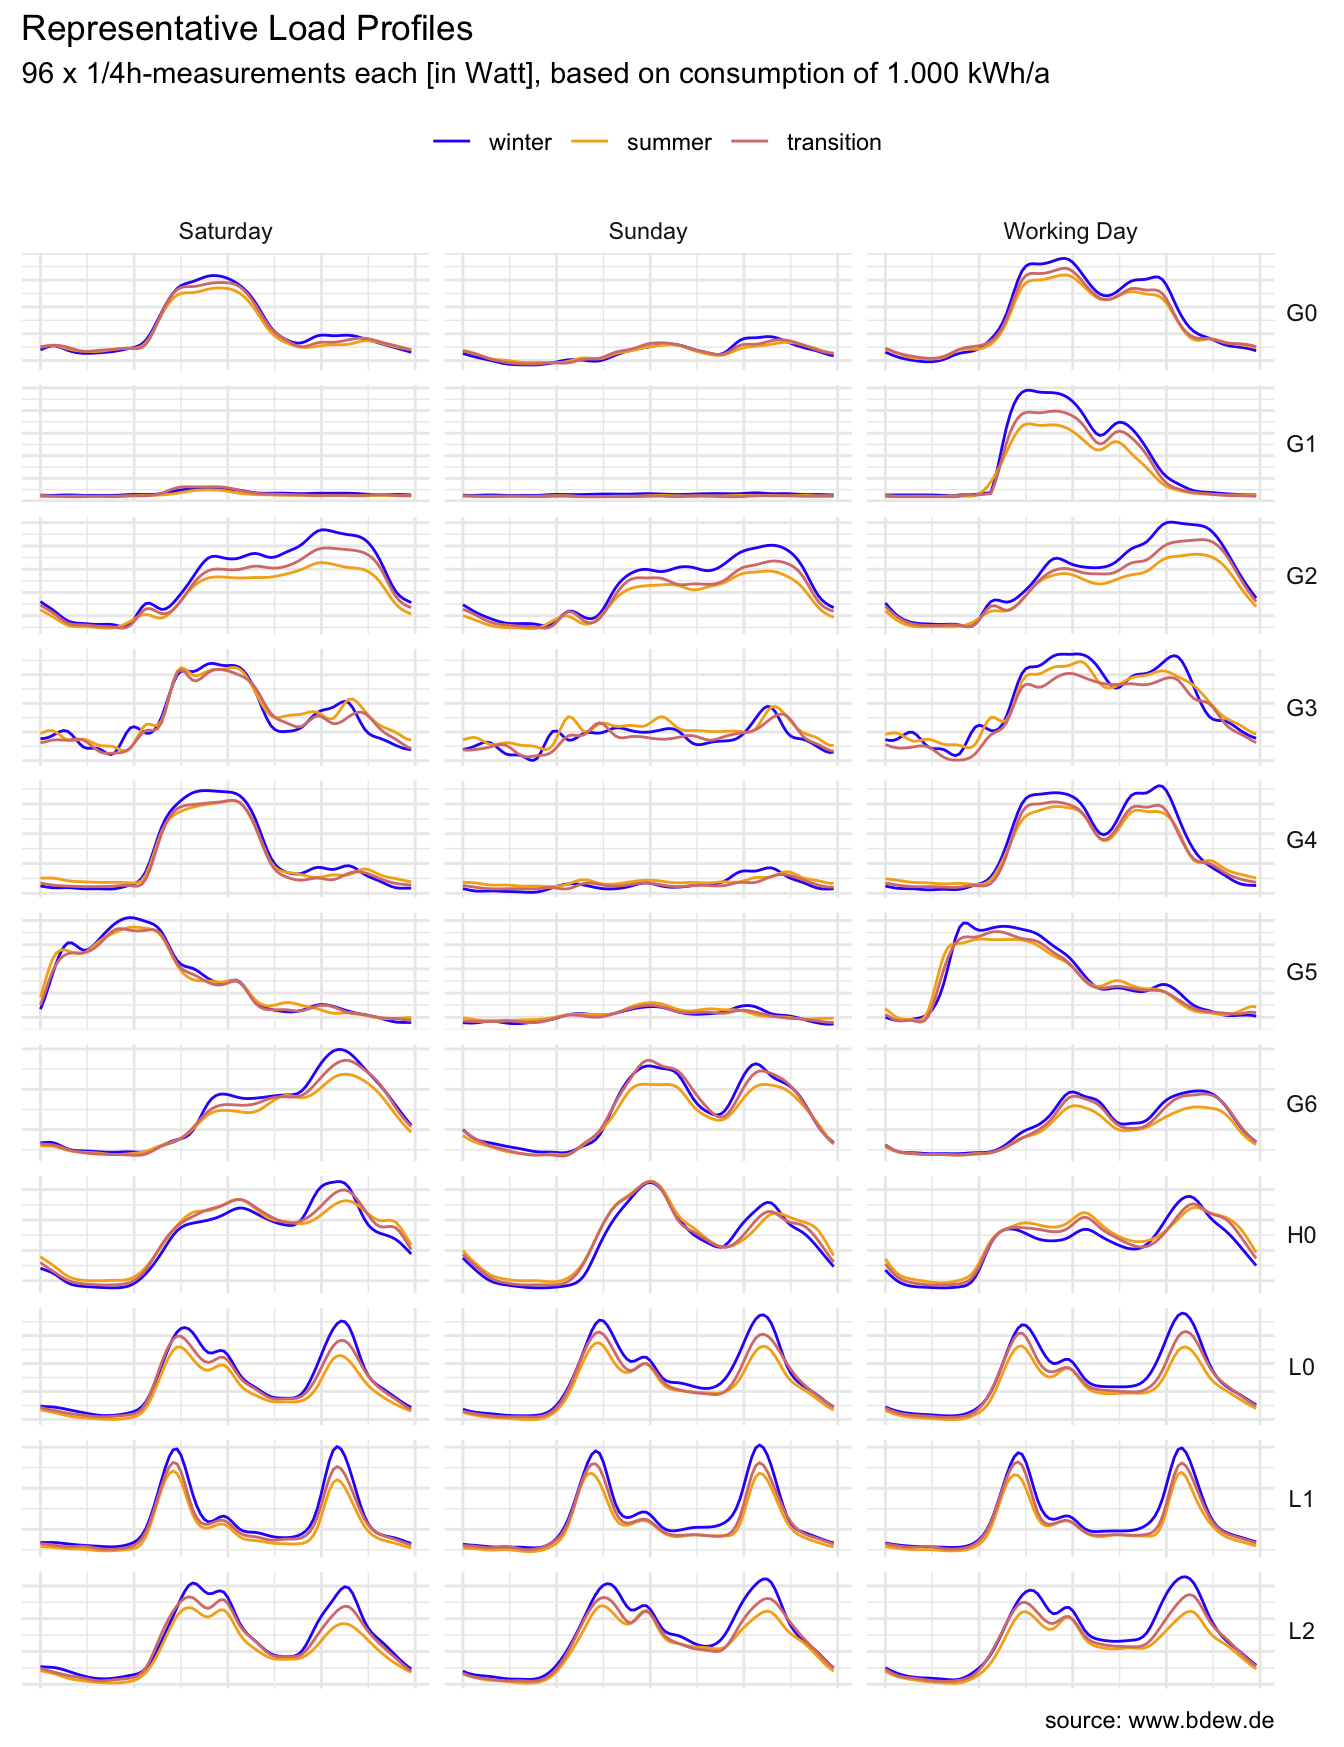 Representative Load Profiles
96 x 1/4h-measurements each [in Watt], based on consumption of 1.000 kWh/a
winter summer transition
Saturday Sunday Working Day
G0
G1
G2
G3
G4
G5
G6
H0
L0
L1
L2
source: www.bdew.de